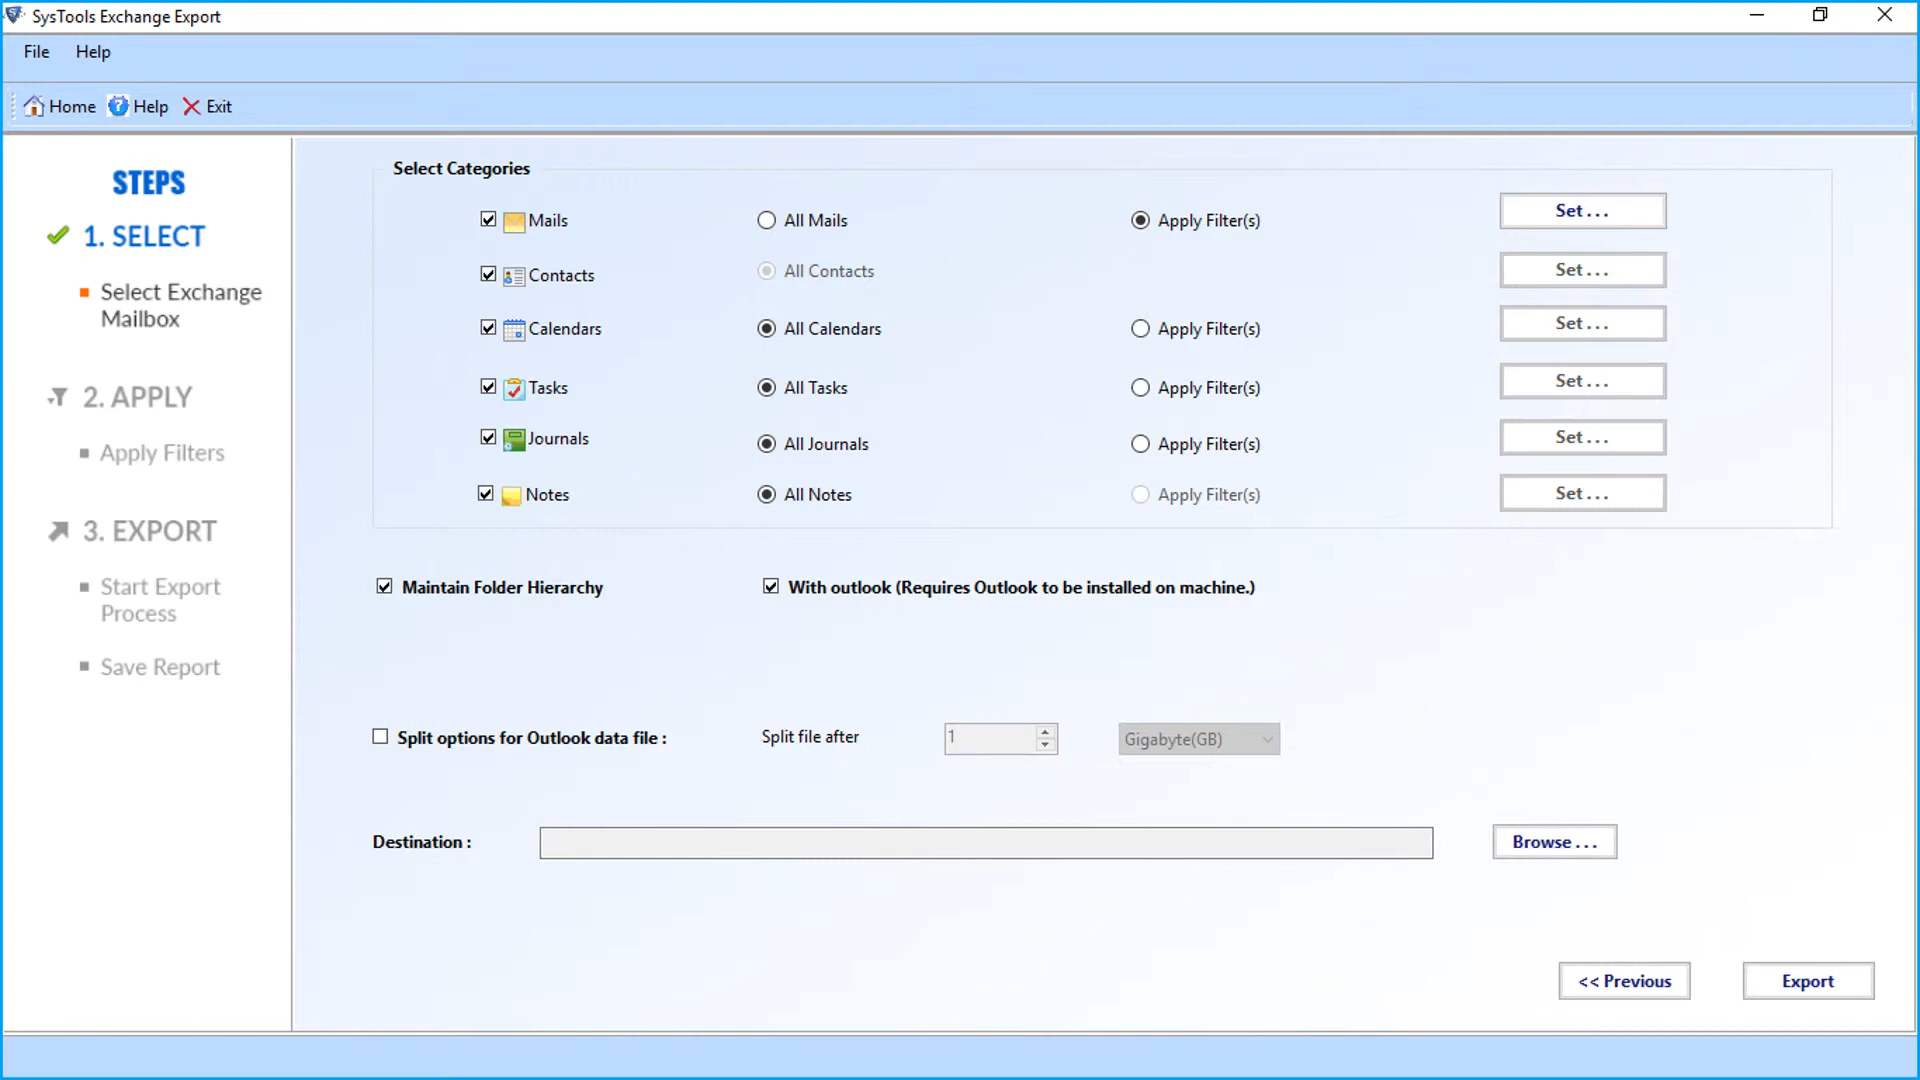 SysTools Exchange Export
File Help
Home Help Exit
STEPS
1. SELECT
Select Exchange
Mailbox
2. APPLY
Apply Filters
3. EXPORT
Start Export
Process
Save Report
Select Categories
Mails All Mails Apply Filter(s) Set . . .
Contacts All Contacts Set . . .
Calendars All Calendars Apply Filter(s) Set . . .
Tasks All Tasks Apply Filter(s) Set . . .
Journals All Journals Apply Filter(s) Set . . .
Notes All Notes Apply Filter(s) Set . . .
Maintain Folder Hierarchy With outlook (Requires Outlook to be installed on machine.)
Split options for Outlook data file : Split file after 1 Gigabyte(GB)
Destination : Browse . . .
<< Previous Export